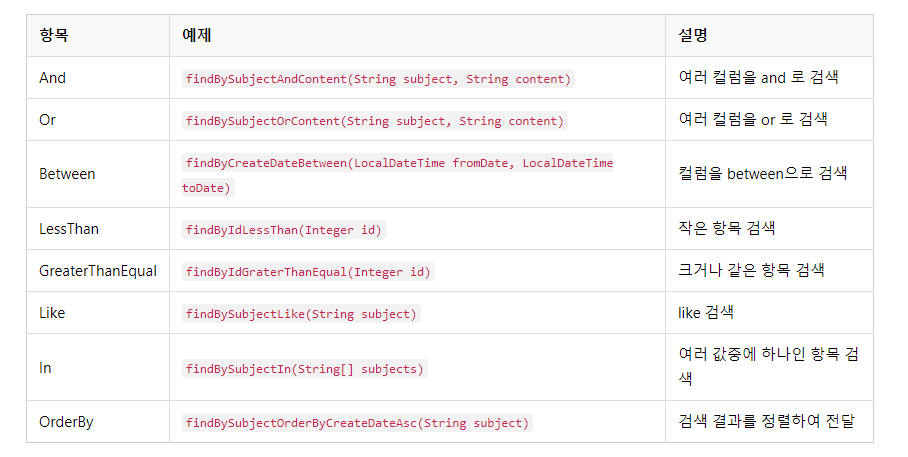 항목 예제 설명
And findBySubjectAndContent(String subject, String content) 여러 컬럼을 and 로 검색
Or findBySubjectOrContent(String subject, String content) 여러 컬럼을 or 로 검색
Between findByCreateDateBetween(LocalDateTime fromDate, LocalDateTime
toDate) 컬럼을 between으로 검색
LessThan findByIdLessThan(Integer id) 작은 항목 검색
GreaterThanEqual findByIdGraterThanEqual(Integer id) 크거나 같은 항목 검색
Like findBySubjectLike(String subject) like 검색
In findBySubjectIn(String[] subjects) 여러 값중에 하나인 항목 검
색
OrderBy findBySubjectOrderByCreateDateAsc(String subject) 검색 결과를 정렬하여 전달